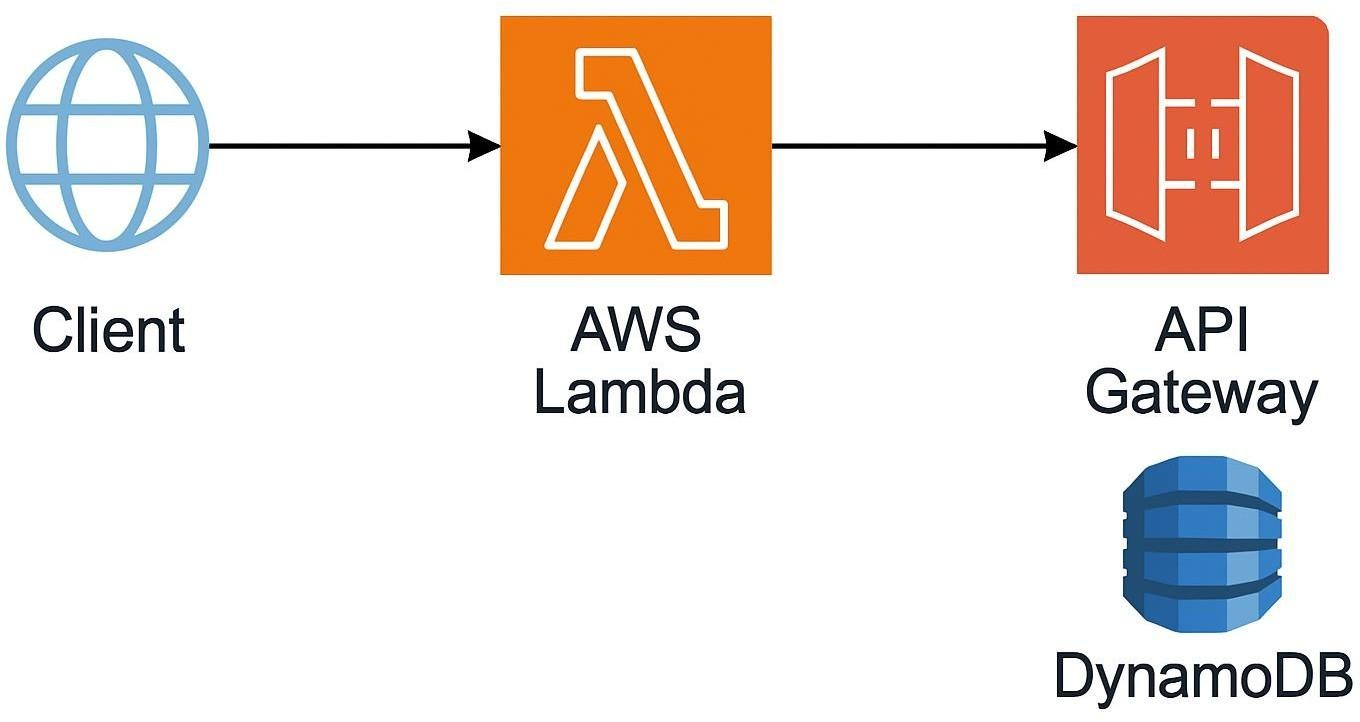 Client
AWS
Lambda
API
Gateway
DynamoDB